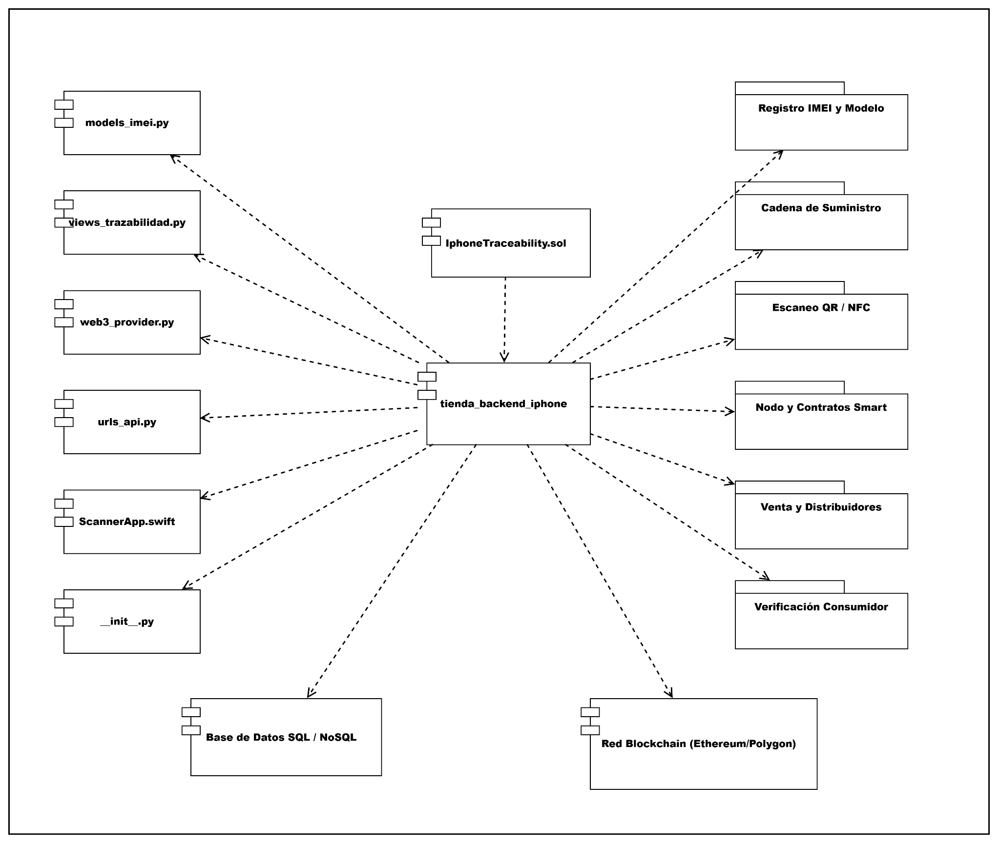 models_imei.py
views_trazabilidad.py
web3_provider.py
urls_api.py
ScannerApp.swift
__init__.py
IphoneTraceability.sol
tienda_backend_iphone
Registro IMEI y Modelo
Cadena de Suministro
Escaneo QR / NFC
Nodo y Contratos Smart
Venta y Distribuidores
Verificación Consumidor
Base de Datos SQL / NoSQL
Red Blockchain (Ethereum/Polygon)